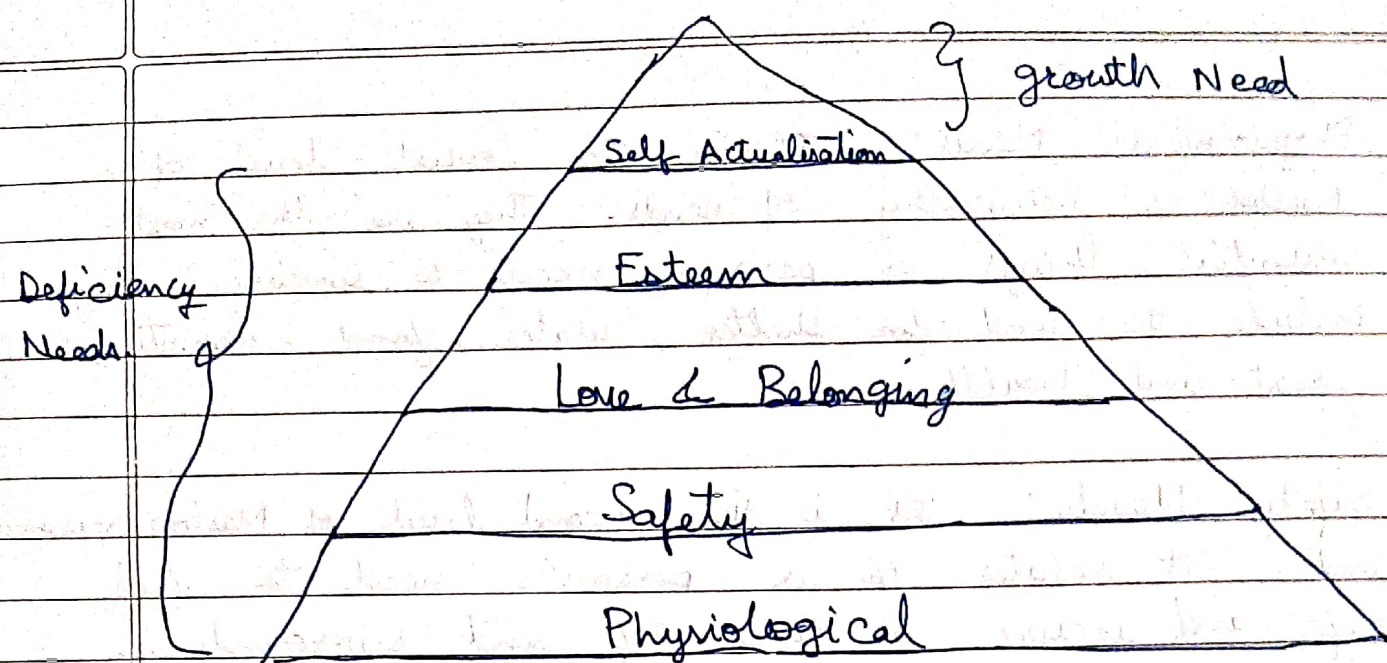 growth Need
Self Actualisation
Deficiency
Needs
Esteem
Love & Belonging
Safety
Physiological